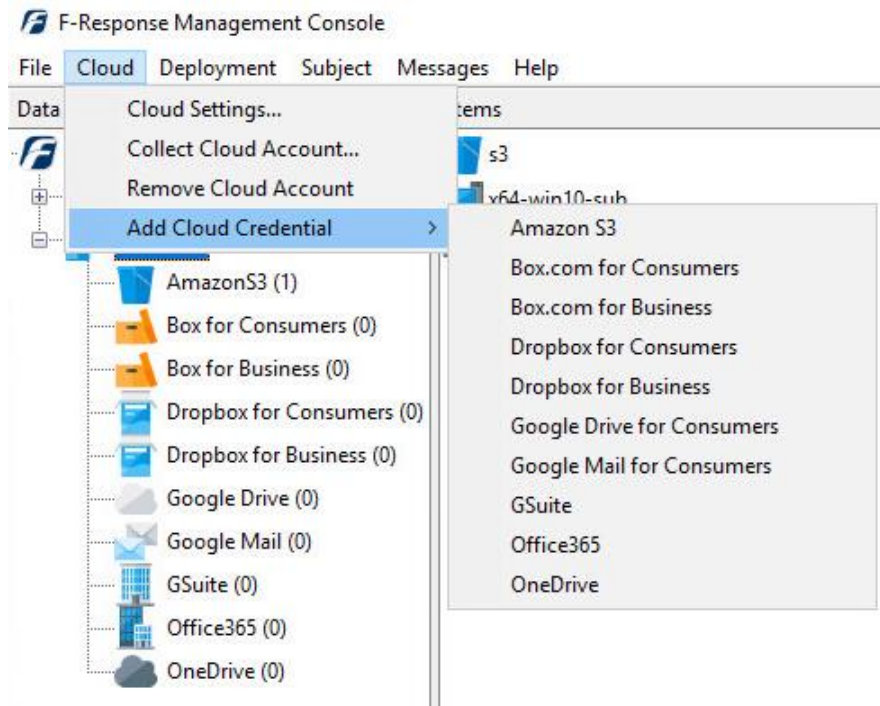 F-Response Management Console
File Cloud Deployment Subject Messages Help
Data
Cloud Settings...
Collect Cloud Account...
Remove Cloud Account
Add Cloud Credential >
s3
x64-win10-sub
Amazon S3
Box.com for Consumers
Box.com for Business
Dropbox for Consumers
Dropbox for Business
Google Drive for Consumers
Google Mail for Consumers
GSuite
Office365
OneDrive
AmazonS3 (1)
Box for Consumers (0)
Box for Business (0)
Dropbox for Consumers (0)
Dropbox for Business (0)
Google Drive (0)
Google Mail (0)
GSuite (0)
Office365 (0)
OneDrive (0)